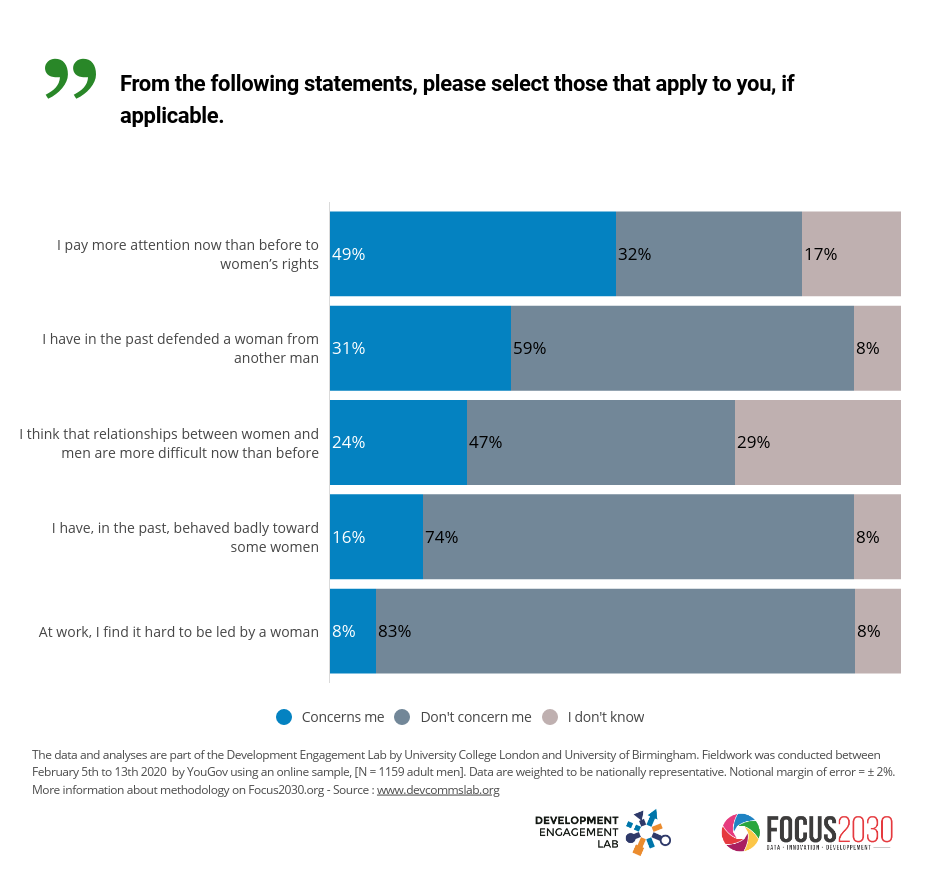 From the following statements, please select those that apply to you, if
applicable.
I pay more attention now than before to
women’s rights
49%
32%
17%
I have in the past defended a woman from
another man
31%
59%
8%
I think that relationships between women and
men are more difficult now than before
24%
47%
29%
I have, in the past, behaved badly toward
some women
16%
74%
8%
At work, I find it hard to be led by a woman
8%
83%
8%
Concerns me
Don't concern me
I don't know
The data and analyses are part of the Development Engagement Lab by University College London and University of Birmingham. Fieldwork was conducted between
February 5th to 13th 2020 by YouGov using an online sample, [N = 1159 adult men]. Data are weighted to be nationally representative. Notional margin of error = ± 2%.
More information about methodology on Focus2030.org - Source : www.devcommslab.org
DEVELOPMENT
ENGAGEMENT
LAB
FOCUS2030
DATA · INNOVATION · DEVELOPPEMENT